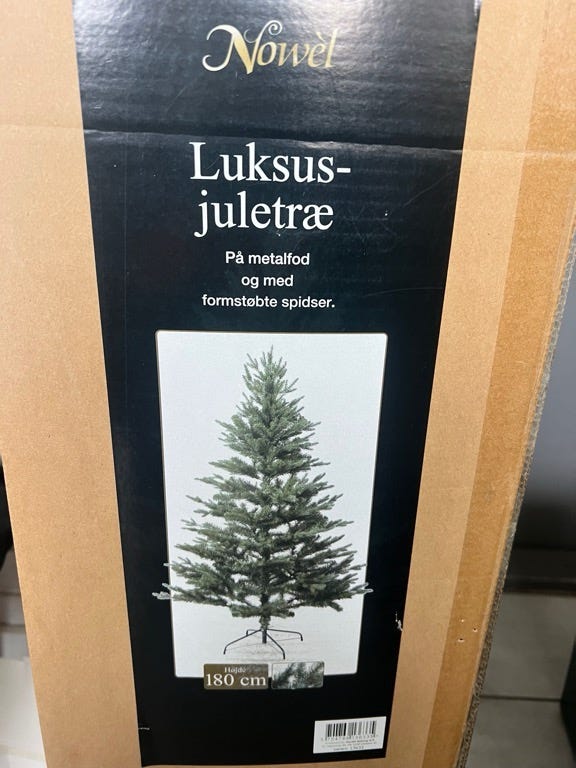 Nowèl
Luksus-
juletræ
På metalfod
og med
formstøbte spidser.
Højde
180 cm